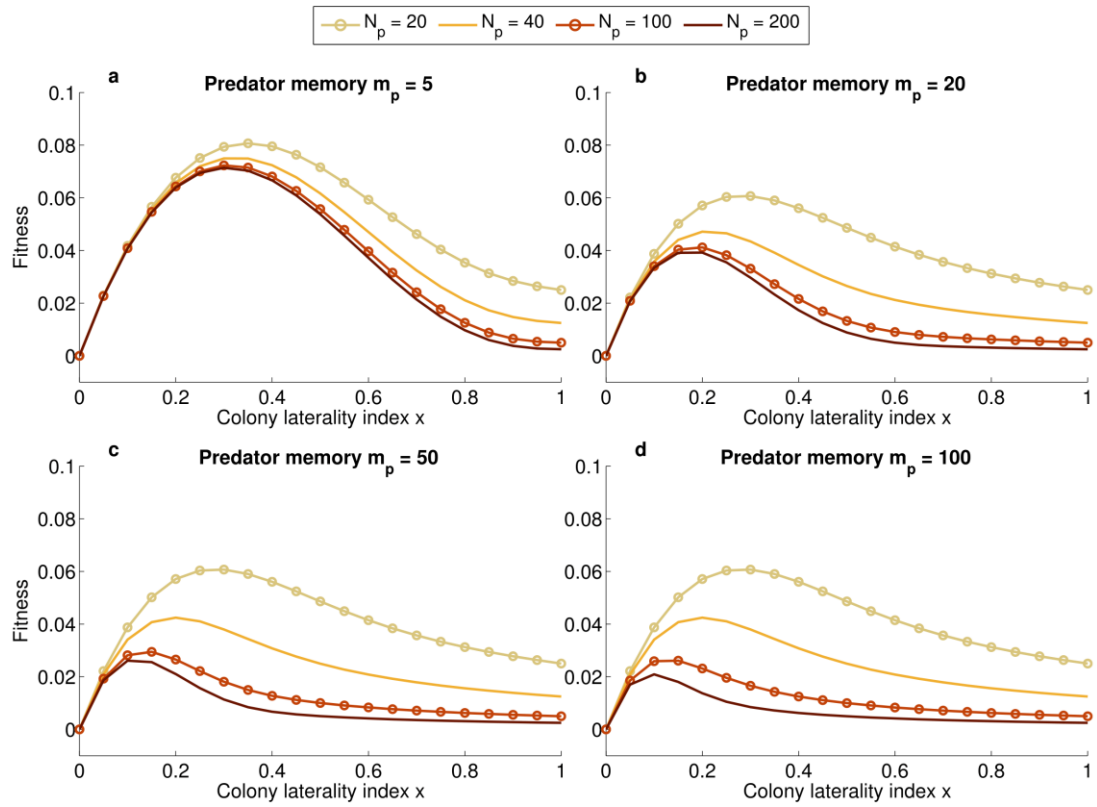 N_p = 20 N_p = 40 N_p = 100 N_p = 200
a
Predator memory m_p = 5
0.1
0.08
0.06
0.04
0.02
0
Fitness
0 0.2 0.4 0.6 0.8 1
Colony laterality index x
b
Predator memory m_p = 20
0.1
0.08
0.06
0.04
0.02
0
0 0.2 0.4 0.6 0.8 1
Colony laterality index x
c
Predator memory m_p = 50
0.1
0.08
0.06
0.04
0.02
0
Fitness
0 0.2 0.4 0.6 0.8 1
Colony laterality index x
d
Predator memory m_p = 100
0.1
0.08
0.06
0.04
0.02
0
0 0.2 0.4 0.6 0.8 1
Colony laterality index x